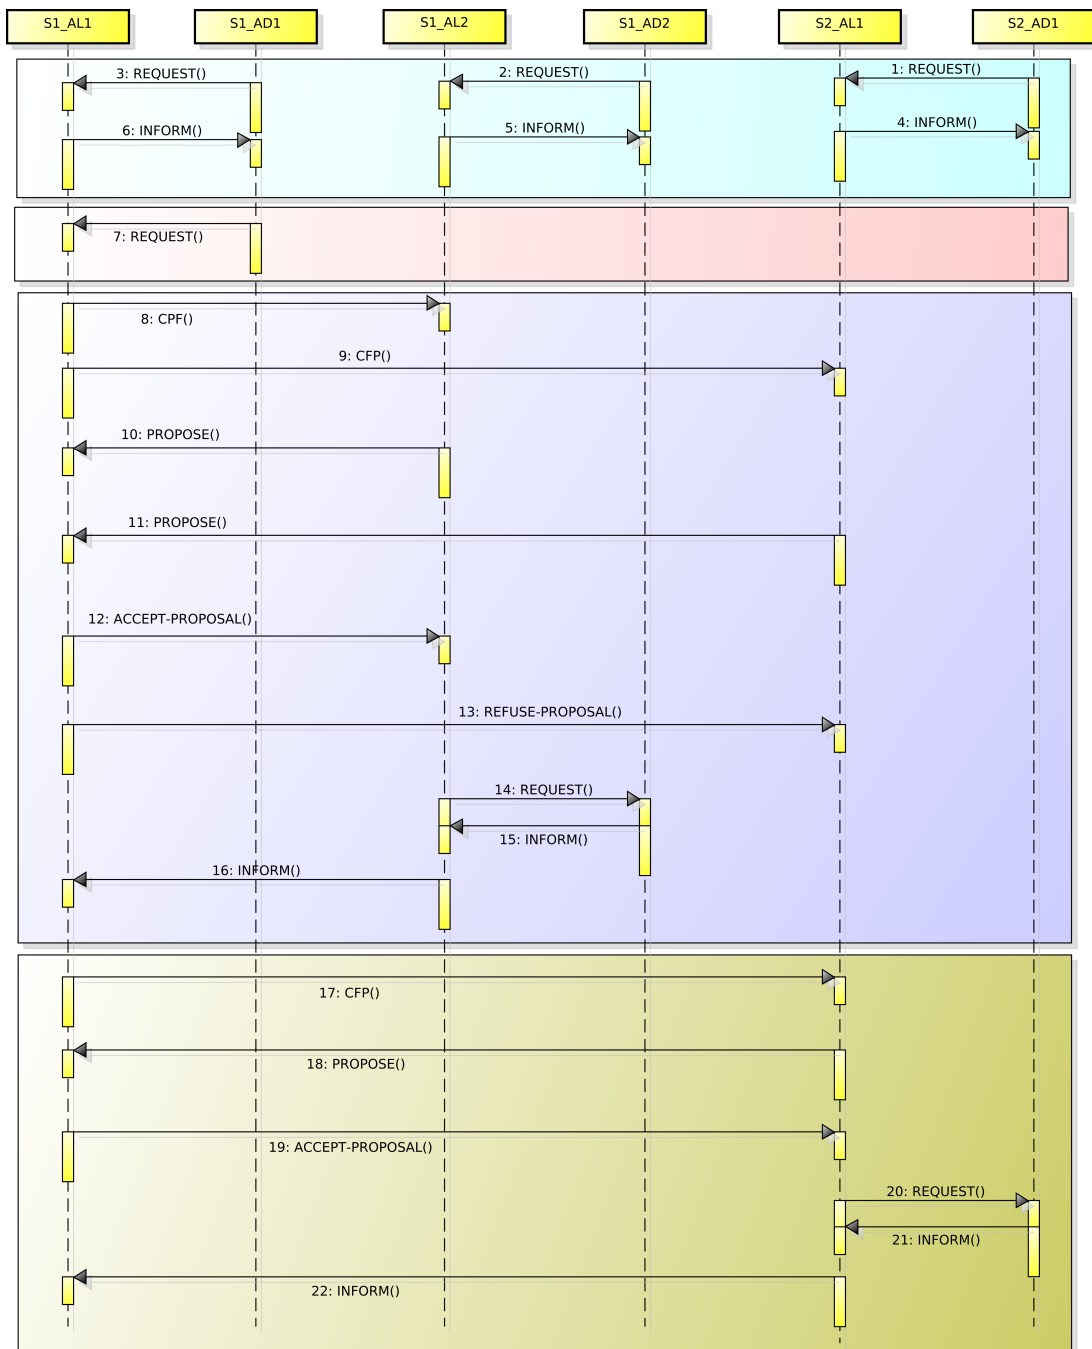 S1_AL1
S1_AD1
S1_AL2
S1_AD2
S2_AL1
S2_AD1
3: REQUEST()
2: REQUEST()
1: REQUEST()
6: INFORM()
5: INFORM()
4: INFORM()
7: REQUEST()
8: CPF()
9: CFP()
10: PROPOSE()
11: PROPOSE()
12: ACCEPT-PROPOSAL()
13: REFUSE-PROPOSAL()
14: REQUEST()
15: INFORM()
16: INFORM()
17: CFP()
18: PROPOSE()
19: ACCEPT-PROPOSAL()
20: REQUEST()
21: INFORM()
22: INFORM()